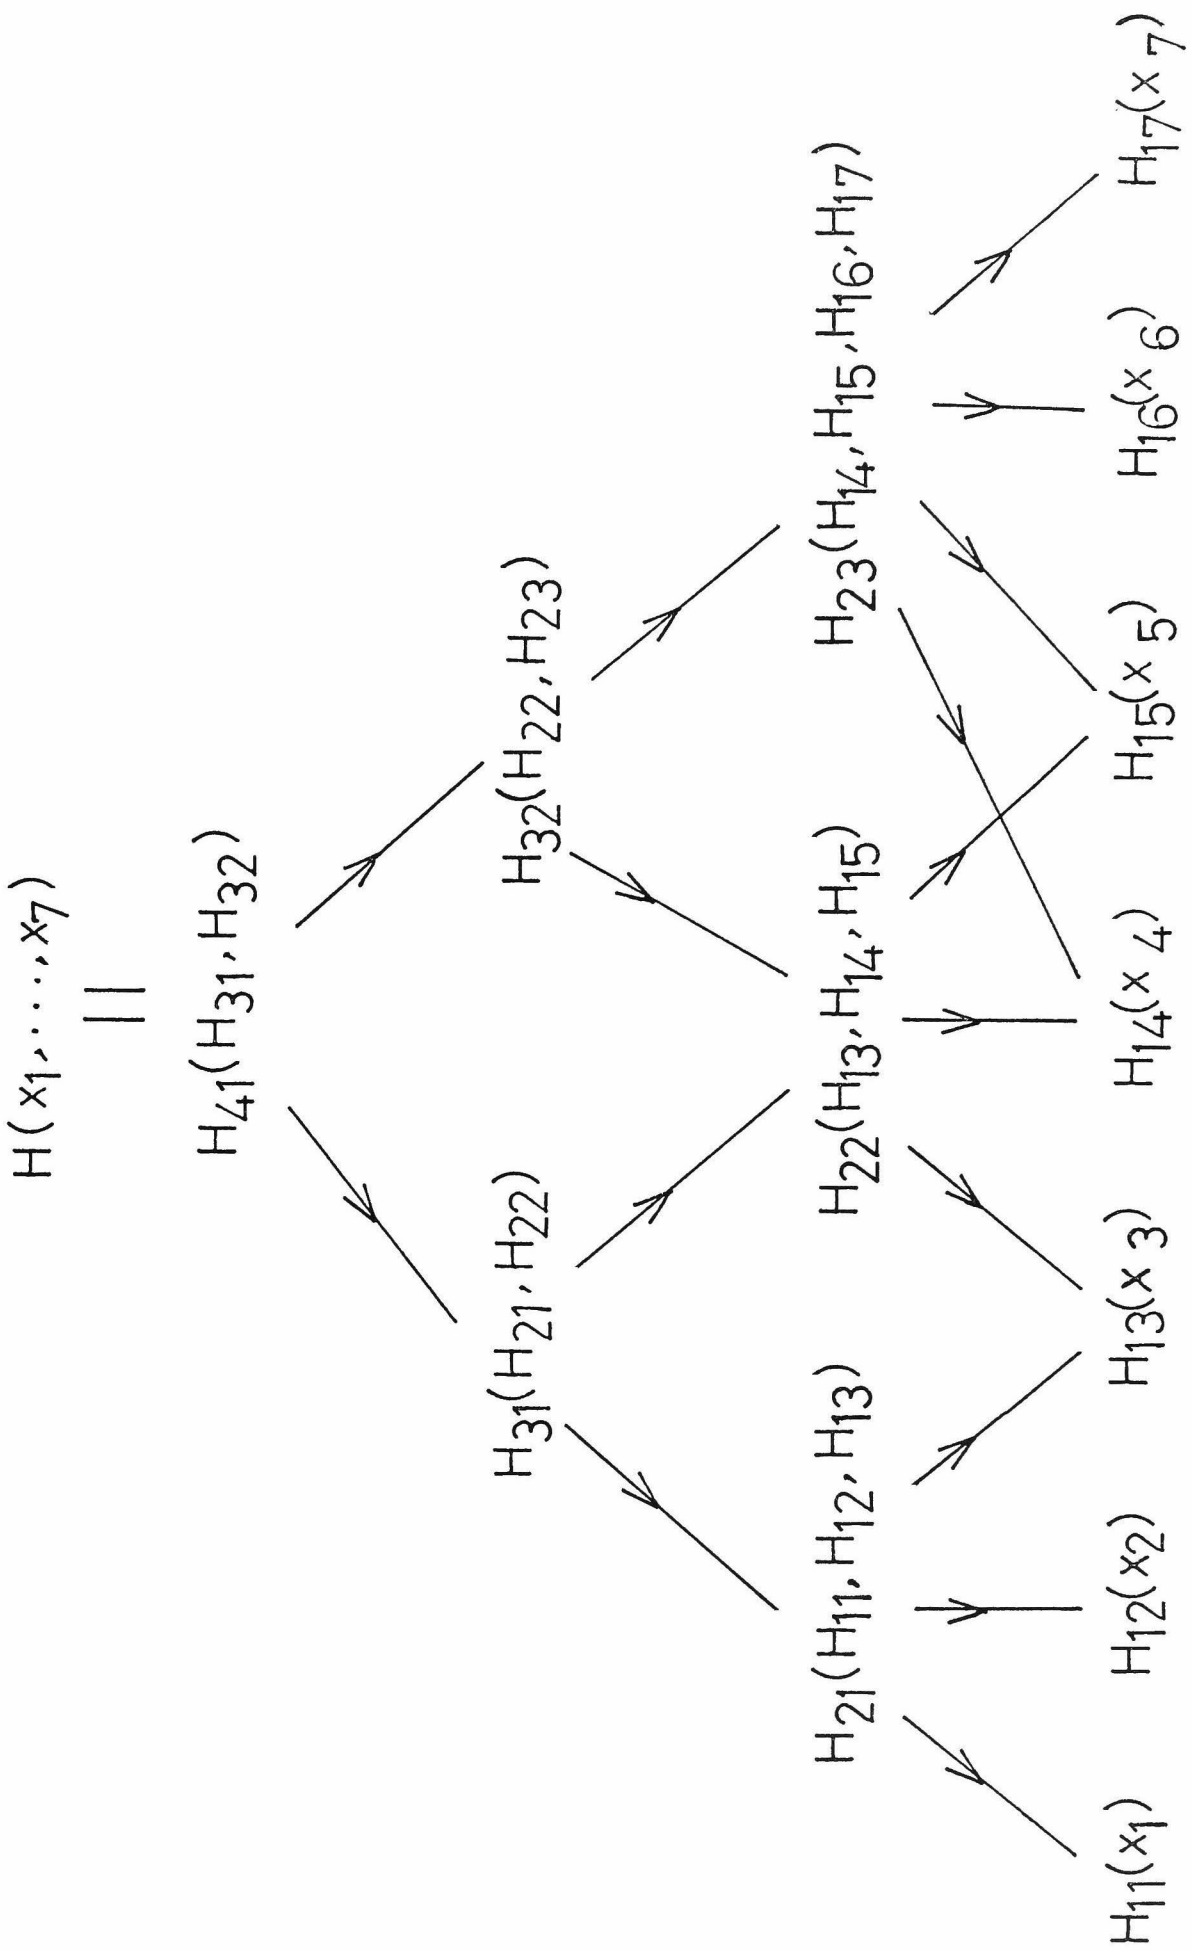 H(x₁,...,x₇)
||
H₄₁(H₃₁,H₃₂)
H₃₁(H₂₁,H₂₂)
H₃₂(H₂₂,H₂₃)
H₂₁(H₁₁,H₁₂,H₁₃)
H₂₂(H₁₃,H₁₄,H₁₅)
H₂₃(H₁₄,H₁₅,H₁₆,H₁₇)
H₁₁(x₁)
H₁₂(x₂)
H₁₃(x₃)
H₁₄(x₄)
H₁₅(x₅)
H₁₆(x₆)
H₁₇(x₇)